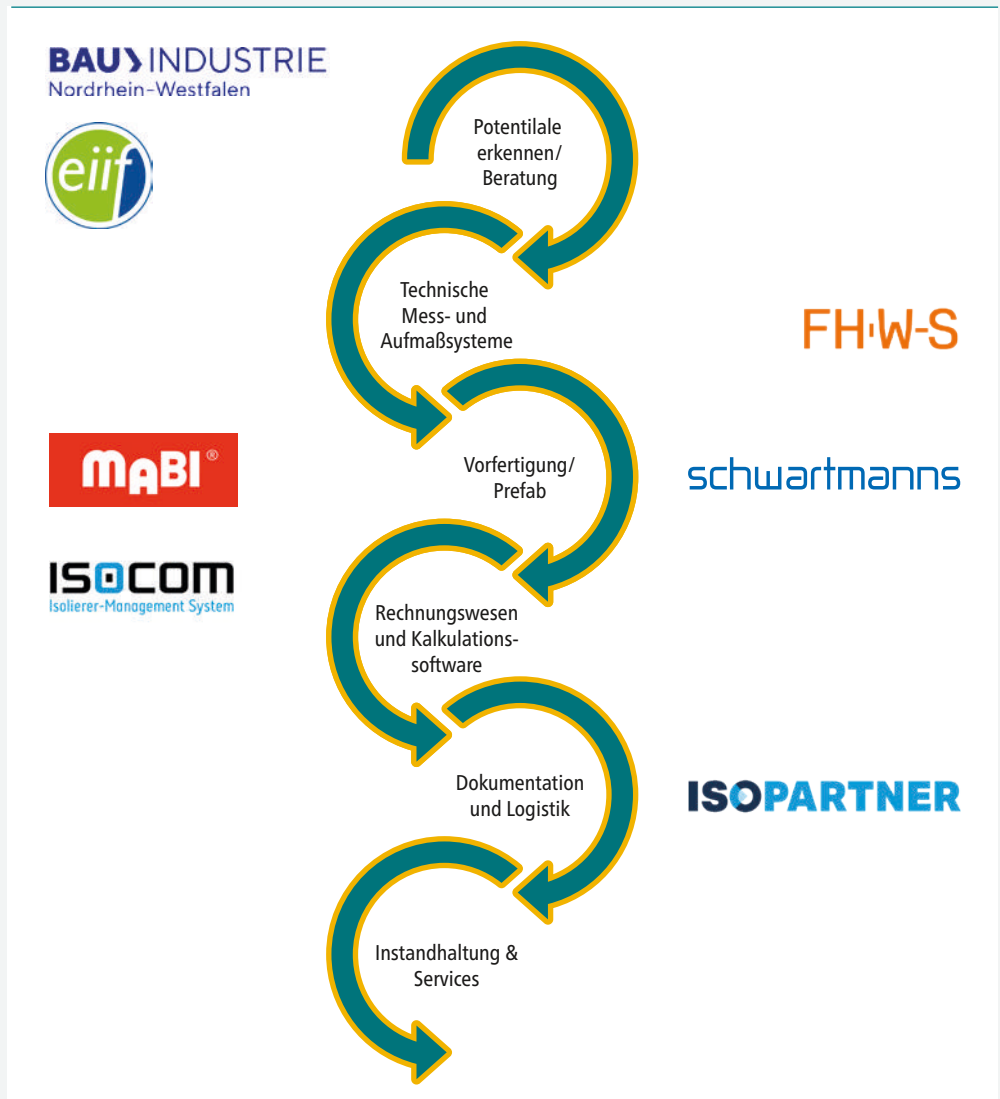 BAU INDUSTRIE
Nordrhein-Westfalen
eiif
Potentilale
erkennen/
Beratung
Technische
Mess- und
Aufmaßsysteme
FH-W-S
MABI®
Vorfertigung/
Prefab
schwartmanns
ISOCOM
Isolierer-Management System
Rechnungswesen
und Kalkulations-
software
Dokumentation
und Logistik
ISOPARTNER
Instandhaltung &
Services